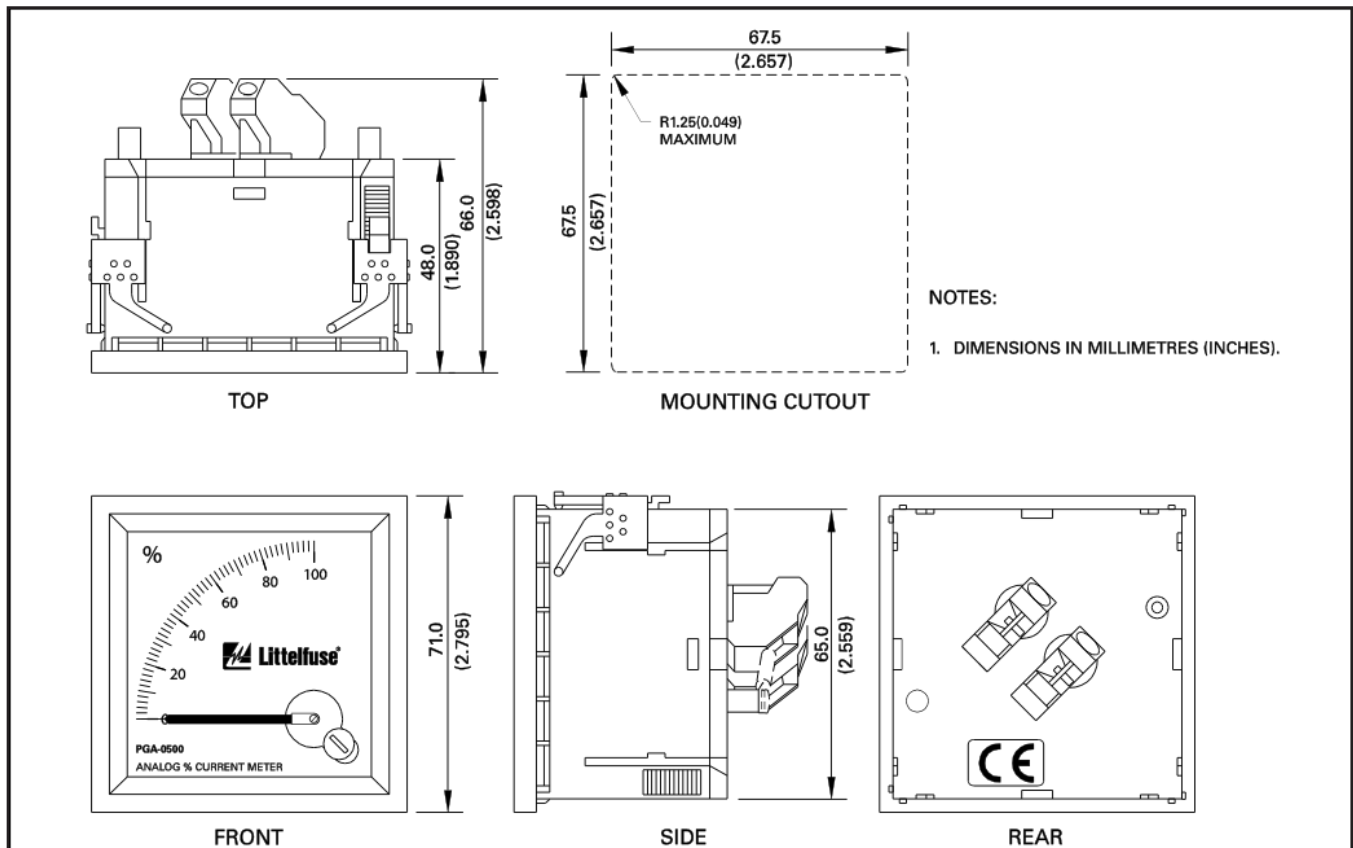 67.5
(2.657)
R1.25(0.049)
MAXIMUM
67.5
(2.657)
66.0
(2.598)
48.0
(1.890)
NOTES:
1. DIMENSIONS IN MILLIMETRES (INCHES).
TOP
MOUNTING CUTOUT
%
20
40
60
80
100
Littelfuse®
PGA-0500
ANALOG % CURRENT METER
71.0
(2.795)
65.0
(2.559)
CE
FRONT
SIDE
REAR